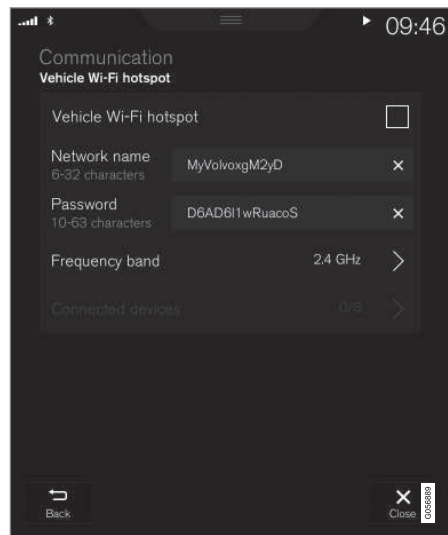 09:46
Communication
Vehicle Wi-Fi hotspot
Vehicle Wi-Fi hotspot
Network name
6-32 characters
MyVolvoxgM2yD
Password
10-63 characters
D6AD6l1wRuacoS
Frequency band
2.4 GHz
Connected devices
0/8
Back
Close
G056889